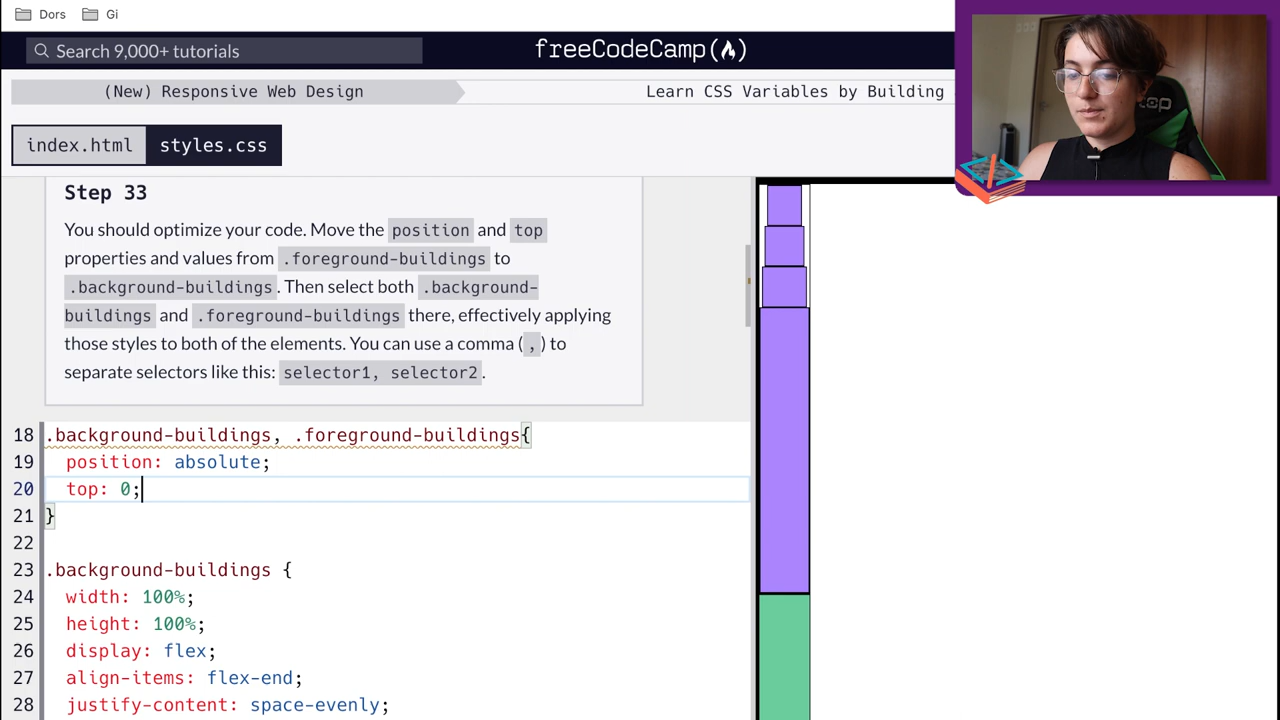 Dors Gi
Search 9,000+ tutorials
freeCodeCamp
(New) Responsive Web Design
Learn CSS Variables by Building
index.html
styles.css
Step 33
You should optimize your code. Move the position and top
properties and values from .foreground-buildings to
.background-buildings. Then select both .background-
buildings and .foreground-buildings there, effectively applying
those styles to both of the elements. You can use a comma (,) to
separate selectors like this: selector1, selector2.
18 .background-buildings, .foreground-buildings{
19 position: absolute;
20 top: 0;
21 }
22
23 .background-buildings {
24 width: 100%;
25 height: 100%;
26 display: flex;
27 align-items: flex-end;
28 justify-content: space-evenly;